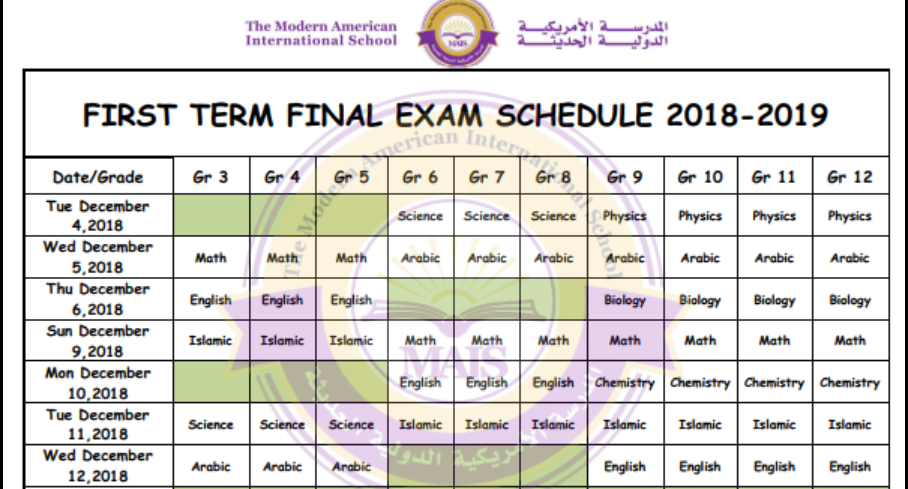 The Modern American
International School
المدرســـة الأمريكيـــة
الدوليـــة الحديثـــة
MAIS
FIRST TERM FINAL EXAM SCHEDULE 2018-2019
Date/Grade Gr 3 Gr 4 Gr 5 Gr 6 Gr 7 Gr 8 Gr 9 Gr 10 Gr 11 Gr 12
Tue December
4,2018
Science Science Science Physics Physics Physics Physics
Wed December
5,2018
Math Math Math Arabic Arabic Arabic Arabic Arabic Arabic Arabic
Thu December
6,2018
English English English Biology Biology Biology Biology
Sun December
9,2018
Islamic Islamic Islamic Math Math Math Math Math Math Math
Mon December
10,2018
English English English Chemistry Chemistry Chemistry Chemistry
Tue December
11,2018
Science Science Science Islamic Islamic Islamic Islamic Islamic Islamic Islamic
Wed December
12,2018
Arabic Arabic Arabic English English English English
The Modern American International School
MAIS
المدرسة الأمريكية الدولية الحديثة